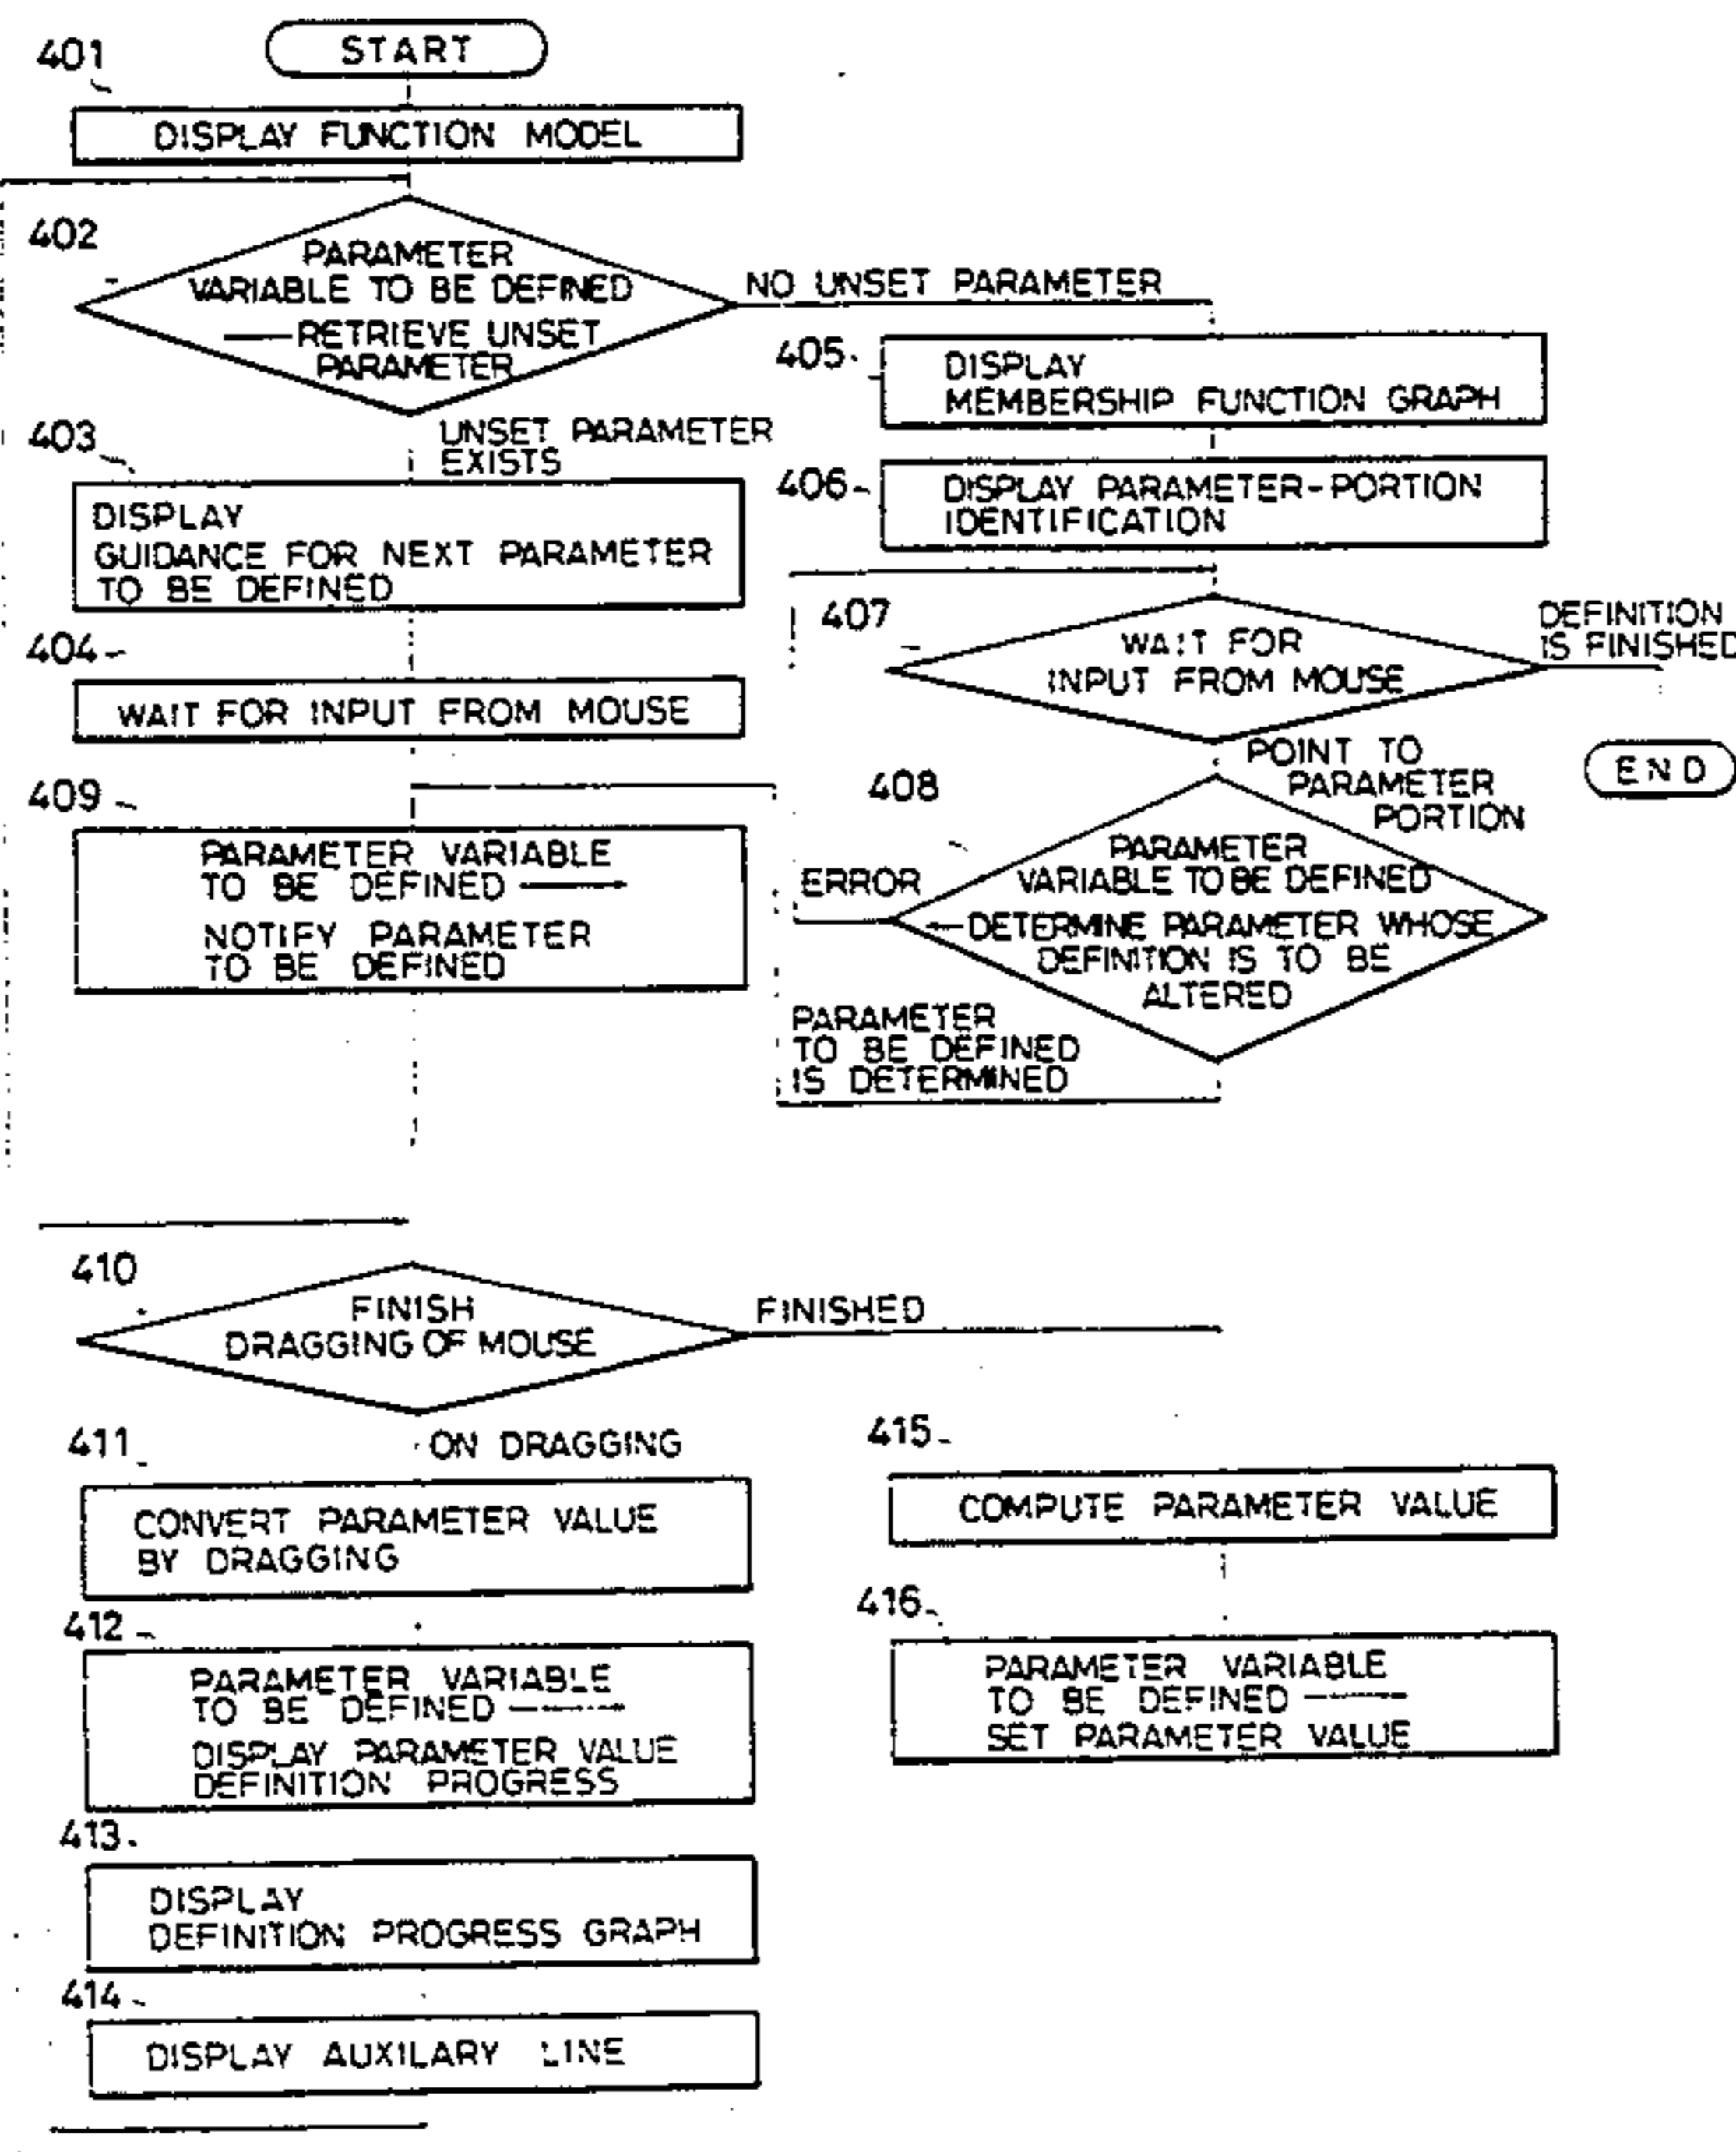 401
START
DISPLAY FUNCTION MODEL
402
PARAMETER
VARIABLE TO BE DEFINED
RETRIEVE UNSET
PARAMETER
NO UNSET PARAMETER
UNSET PARAMETER
EXISTS
403
DISPLAY
GUIDANCE FOR NEXT PARAMETER
TO BE DEFINED
404
WAIT FOR INPUT FROM MOUSE
405
DISPLAY
MEMBERSHIP FUNCTION GRAPH
406
DISPLAY PARAMETER-PORTION
IDENTIFICATION
407
WAIT FOR
INPUT FROM MOUSE
DEFINITION
IS FINISHED
END
POINT TO
PARAMETER
PORTION
408
PARAMETER
VARIABLE TO BE DEFINED
DETERMINE PARAMETER WHOSE
DEFINITION IS TO BE
ALTERED
ERROR
PARAMETER
TO BE DEFINED
IS DETERMINED
409
PARAMETER VARIABLE
TO BE DEFINED
NOTIFY PARAMETER
TO BE DEFINED
410
FINISH
DRAGGING OF MOUSE
FINISHED
ON DRAGGING
411
CONVERT PARAMETER VALUE
BY DRAGGING
412
PARAMETER VARIABLE
TO BE DEFINED
DISPLAY PARAMETER VALUE
DEFINITION PROGRESS
413
DISPLAY
DEFINITION PROGRESS GRAPH
414
DISPLAY AUXILARY LINE
415
COMPUTE PARAMETER VALUE
416
PARAMETER VARIABLE
TO BE DEFINED
SET PARAMETER VALUE